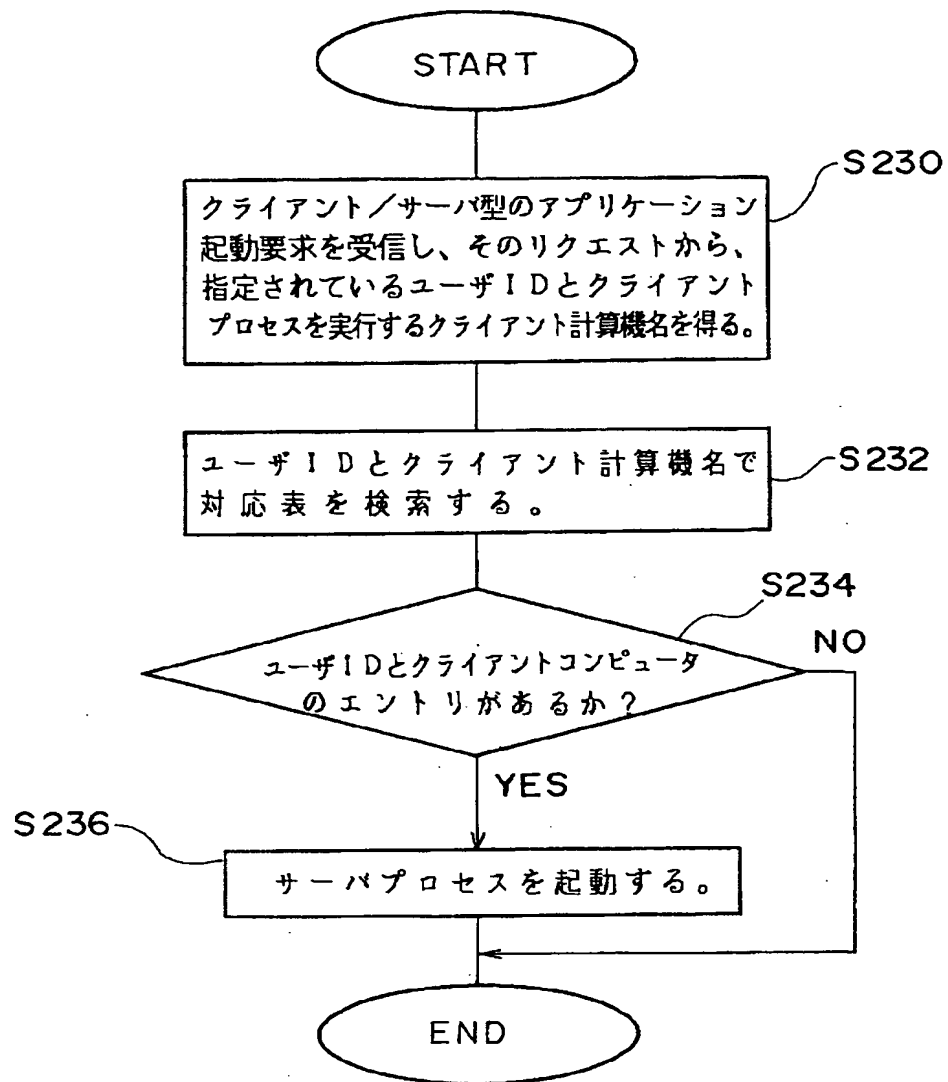 START
S230
クライアント／サーバ型のアプリケーション
起動要求を受信し、そのリクエストから、
指定されているユーザIDとクライアント
プロセスを実行するクライアント計算機名を得る。
ユーザIDとクライアント計算機名で
対応表を検索する。
S232
S234
ユーザIDとクライアントコンピュータ
のエントリがあるか？
NO
YES
S236
サーバプロセスを起動する。
END